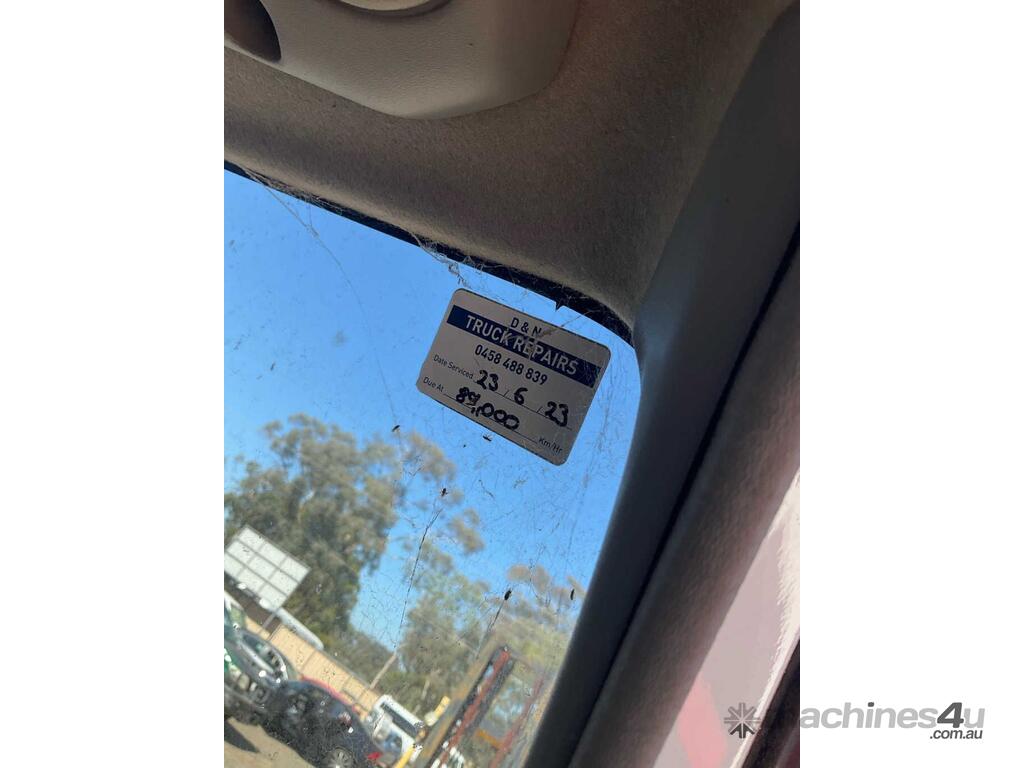 D & N
TRUCK REPAIRS
0458 488 839
Date Serviced 23 / 6 / 23
Due At 89,000 Km/Hr
machines4u
.com.au